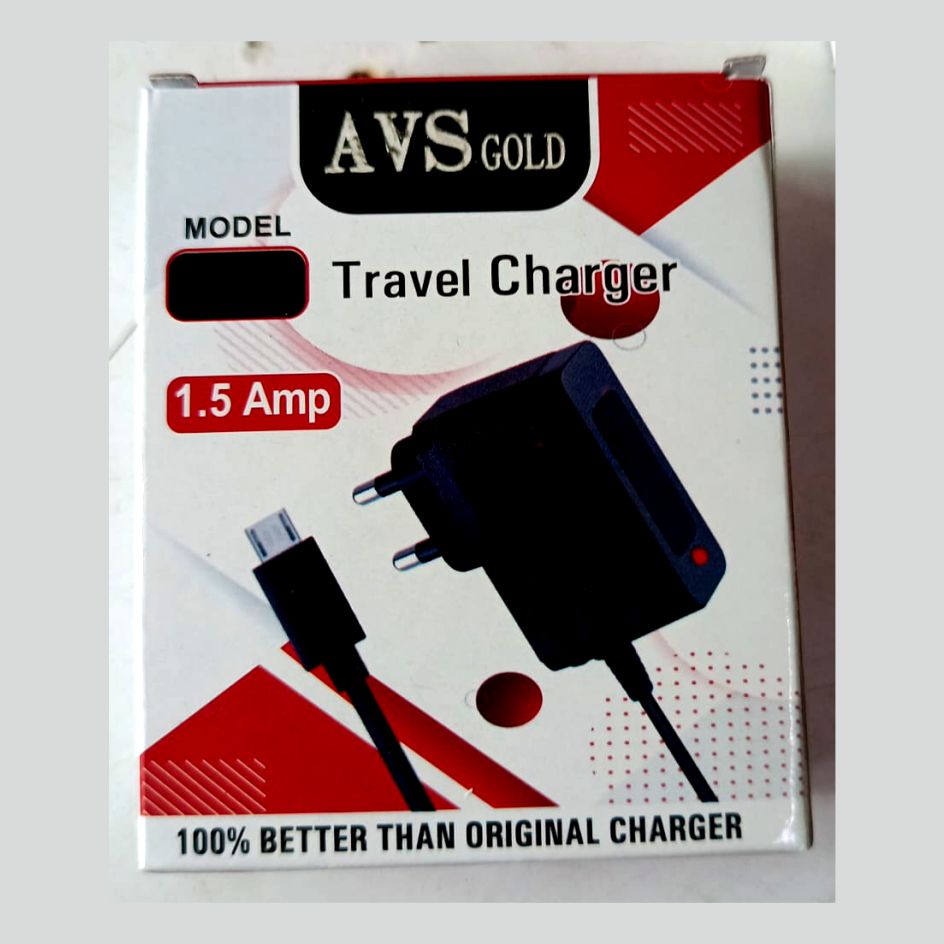 AVS GOLD
MODEL
Travel Charger
1.5 Amp
100% BETTER THAN ORIGINAL CHARGER